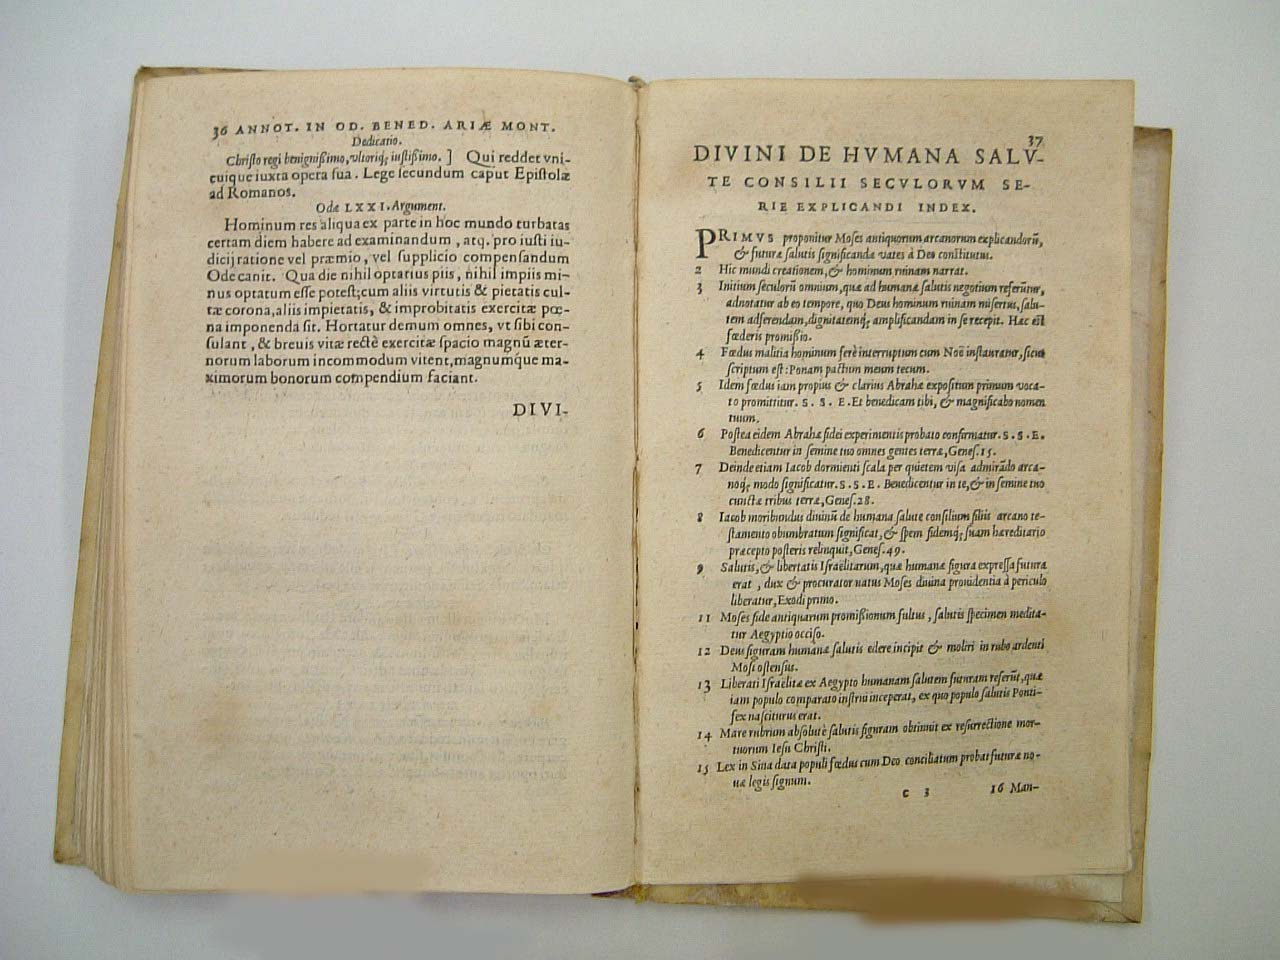 36 ANNOT. IN OD. BENED. ARIÆ MONT.
Dedicatio.
Christo regi benignißimo, vltoriq́; iustißimo. ] Qui reddet vni-
cuique iuxta opera sua. Lege secundum caput Epistolæ
ad Romanos.
Odæ LXXI. Argument.
Hominum res aliqua ex parte in hoc mundo turbatas
certam diem habere ad examinandum, atq. pro iusti iu-
dicij ratione vel præmio, vel supplicio compensandum
Ode canit. Qua die nihil optatius piis, nihil impiis mi-
nus optatum esse potest; cum aliis virtutis & pietatis cul-
tæ corona, aliis impietatis, & improbitatis exercitæ pœ-
na imponenda sit. Hortatur demum omnes, vt sibi con-
sulant, & breuis vitæ rectè exercitæ spacio magnũ æter-
norum laborum incommodum vitent, magnumq́ue ma-
ximorum bonorum compendium faciant.
DIVI-
37
DIVINI DE HVMANA SALV-
TE CONSILII SECVLORVM SE-
RIE EXPLICANDI INDEX.
PRIMVS proponitur Moses antiquorum arcanorum explicandorũ,
& futuræ salutis significandæ vates à Deo constitutus.
2 Hic mundi creationem, & hominum ruinam narrat.
3 Initium seculorũ omnium, quæ ad humanæ salutis negotium referũtur,
adnotatur ab eo tempore, quo Deus hominum ruinam misertus, salu-
tem adferendam, dignitatemq́; amplificandam in se recepit. Hac est
fœderis promißio.
4 Fœdus malitia hominum ferè interruptum cum Noë instauratur, sicut
scriptum est: Ponam pactum meum tecum.
5 Idem fœdus iam propius & clarius Abrahæ expositum primum voca-
to promittitur. S. S. E. Et benedicam tibi, & magnificabo nomen
tuum.
6 Postea eidem Abrahæ fidei experimentis probato confirmatur. S. S. E.
Benedicentur in semine tuo omnes gentes terræ, Genes. 15.
7 Deinde etiam Iacob dormienti scala per quietem visa admirãdo arca-
noq́; modo significatur. S. S. E. Benedicentur in te, & in semine tuo
cunctæ tribus terræ, Genes. 28.
8 Iacob moribundus diuinũ de humana salute consilium filiis arcano te-
stamento obumbratum significat, & spem fidemq́; suam hæreditario
præcepto posteris relinquit, Genes. 49.
9 Salutis, & libertatis Israëlitarum, quæ humanæ figura expressa futura
erat, dux & procurator natus Moses diuina prouidentia à periculo
liberatur, Exodi primo.
11 Moses fide antiquarum promißionum fultus, salutis specimen medita-
tur Aegyptio occiso.
12 Deus figuram humanæ salutis edere incipit & moliri in rubo ardenti
Mosi ostensus.
13 Liberati Israëlitæ ex Aegypto humanam salutem futuram referũt, quæ
iam populo comparato instrui inceperat, ex quo populo salutis Ponti-
fex nasciturus erat.
14 Mare rubrum absolutè salutis figuram obtinuit ex resurrectione mor-
tuorum Iesu Christi.
15 Lex in Sina data populi fœdus cum Deo conciliatum probat futuræ no-
uæ legis signum.
C 3 16 Man-